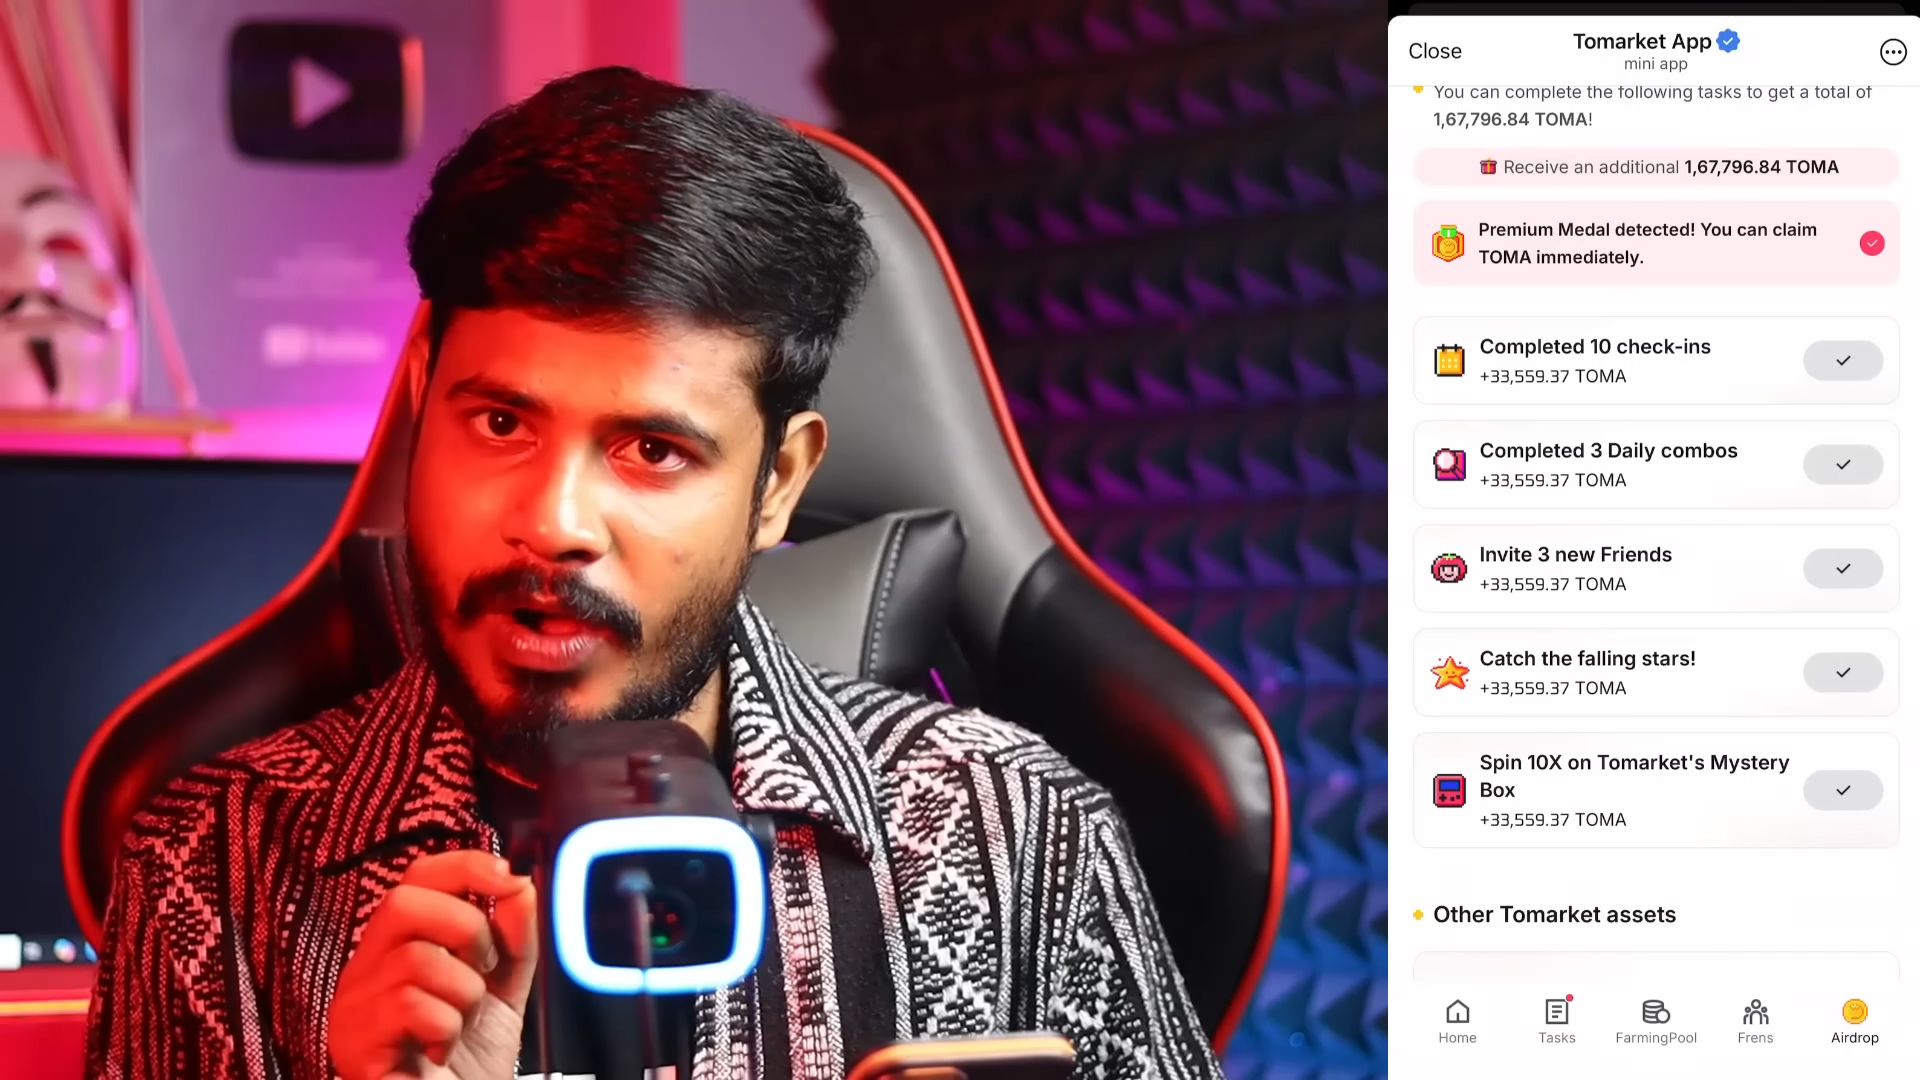 Close
Tomarket App
mini app
You can complete the following tasks to get a total of
1,67,796.84 TOMA!
Receive an additional 1,67,796.84 TOMA
Premium Medal detected! You can claim
TOMA immediately.
Completed 10 check-ins
+33,559.37 TOMA
Completed 3 Daily combos
+33,559.37 TOMA
Invite 3 new Friends
+33,559.37 TOMA
Catch the falling stars!
+33,559.37 TOMA
Spin 10X on Tomarket's Mystery
Box
+33,559.37 TOMA
Other Tomarket assets
Home
Tasks
FarmingPool
Frens
Airdrop